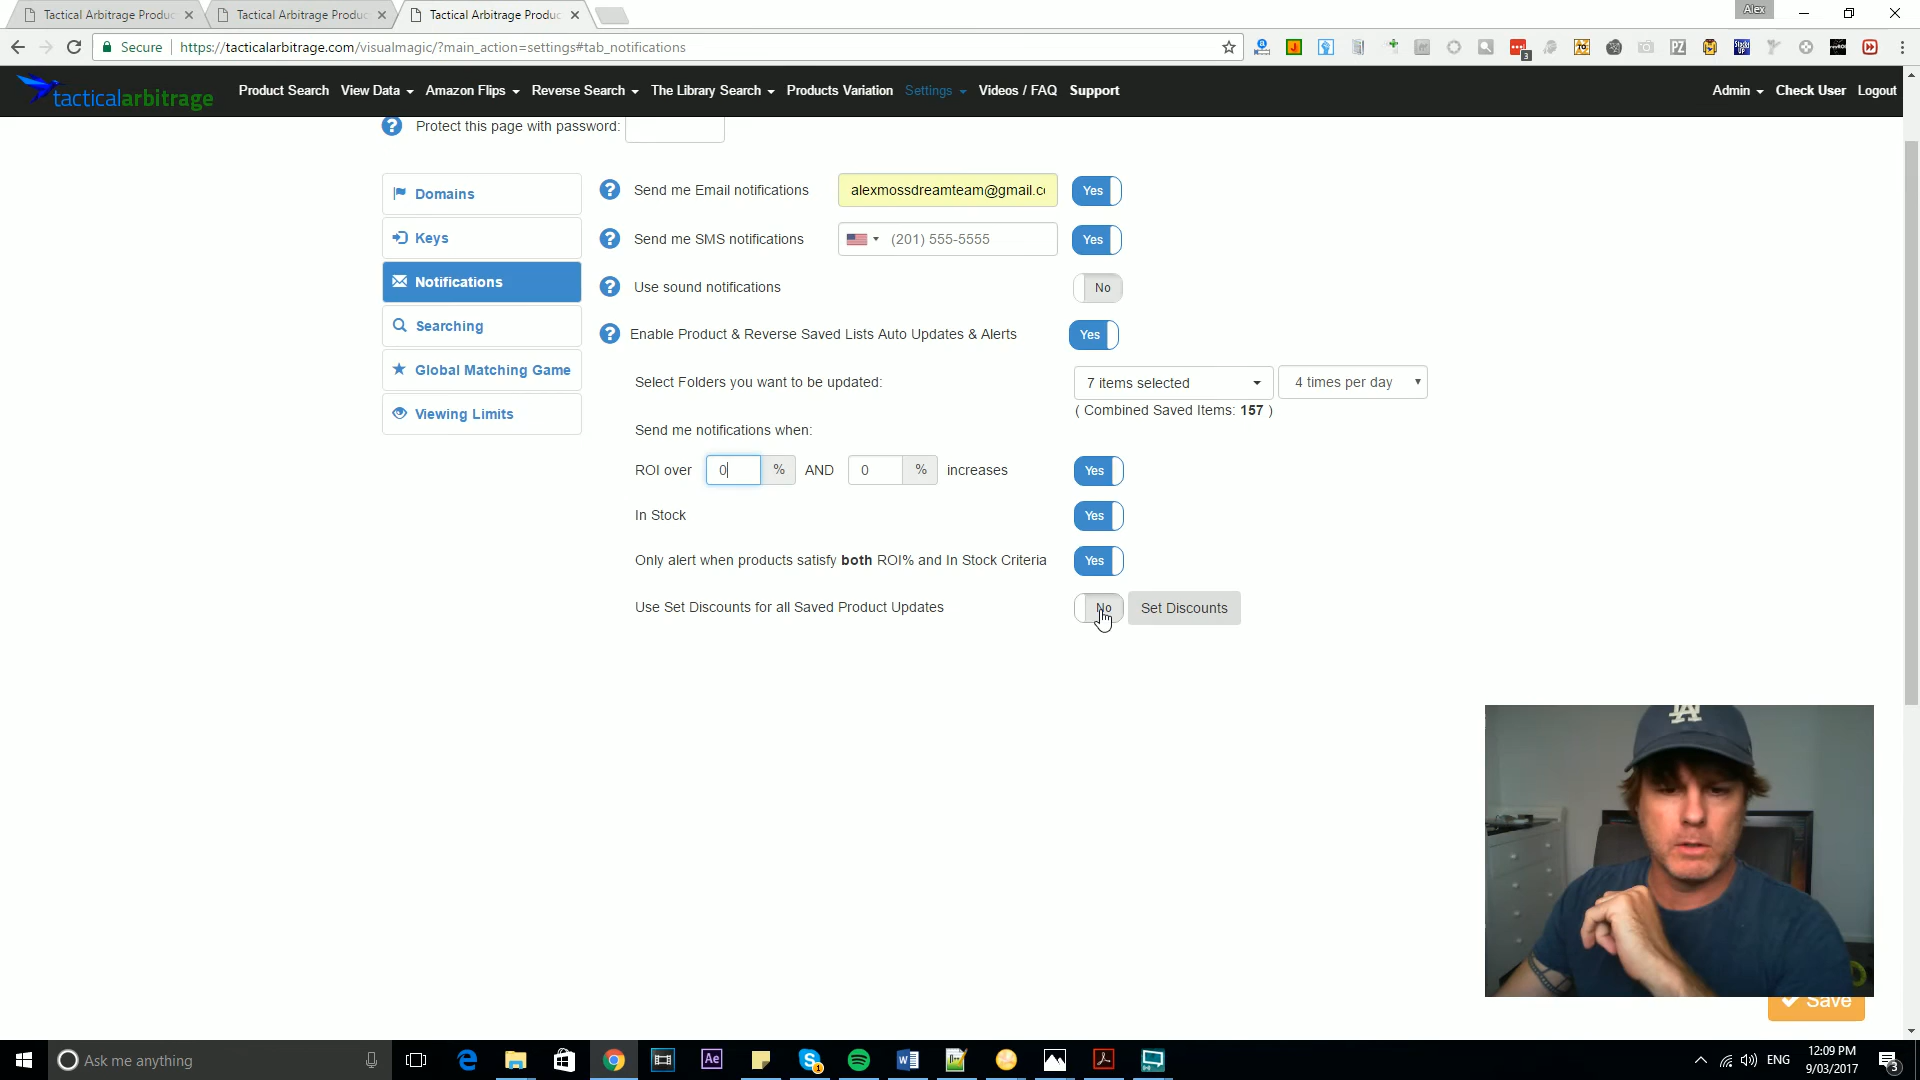 Tactical Arbitrage Produc
Tactical Arbitrage Produc
Tactical Arbitrage Produc
Alex
Secure
https://tacticalarbitrage.com/visualmagic/?main_action=settings#tab_notifications
3
tacticalarbitrage
Product Search
View Data
Amazon Flips
Reverse Search
The Library Search
Products Variation
Settings
Videos / FAQ
Support
Admin
Check User
Logout
? Protect this page with password:
Domains
Keys
Notifications
Searching
Global Matching Game
Viewing Limits
? Send me Email notifications alexmossdreamteam@gmail.c Yes
? Send me SMS notifications (201) 555-5555 Yes
? Use sound notifications No
? Enable Product & Reverse Saved Lists Auto Updates & Alerts Yes
Select Folders you want to be updated: 7 items selected 4 times per day
( Combined Saved Items: 157 )
Send me notifications when:
ROI over 0 % AND 0 % increases Yes
In Stock Yes
Only alert when products satisfy both ROI% and In Stock Criteria Yes
Use Set Discounts for all Saved Product Updates No Set Discounts
LA
Save
Ask me anything
Ae
ENG
12:09 PM
9/03/2017
3